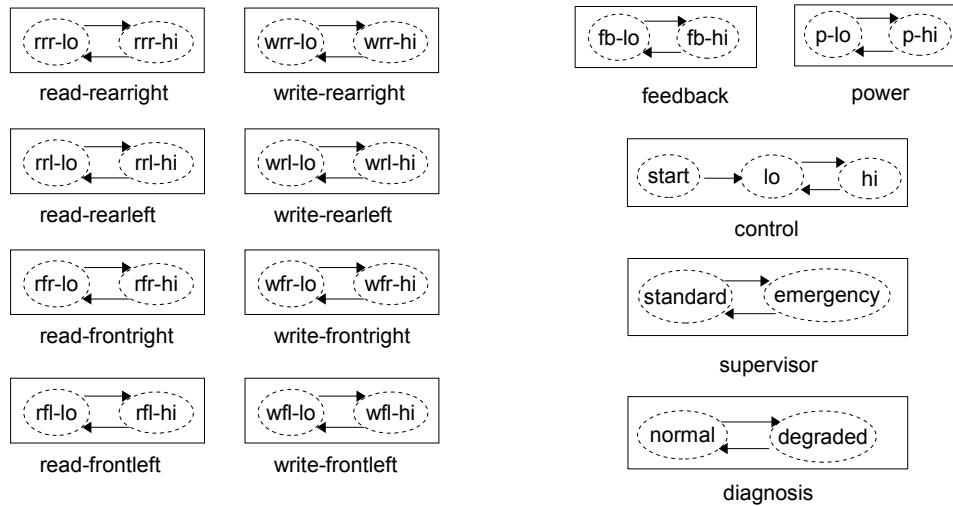 rrr-lo rrr-hi wrr-lo wrr-hi fb-lo fb-hi p-lo p-hi
read-rearright write-rearright feedback power
rrl-lo rrl-hi wrl-lo wrl-hi start lo hi
read-rearleft write-rearleft control
rfr-lo rfr-hi wfr-lo wfr-hi standard emergency
read-frontright write-frontright supervisor
rfl-lo rfl-hi wfl-lo wfl-hi normal degraded
read-frontleft write-frontleft diagnosis